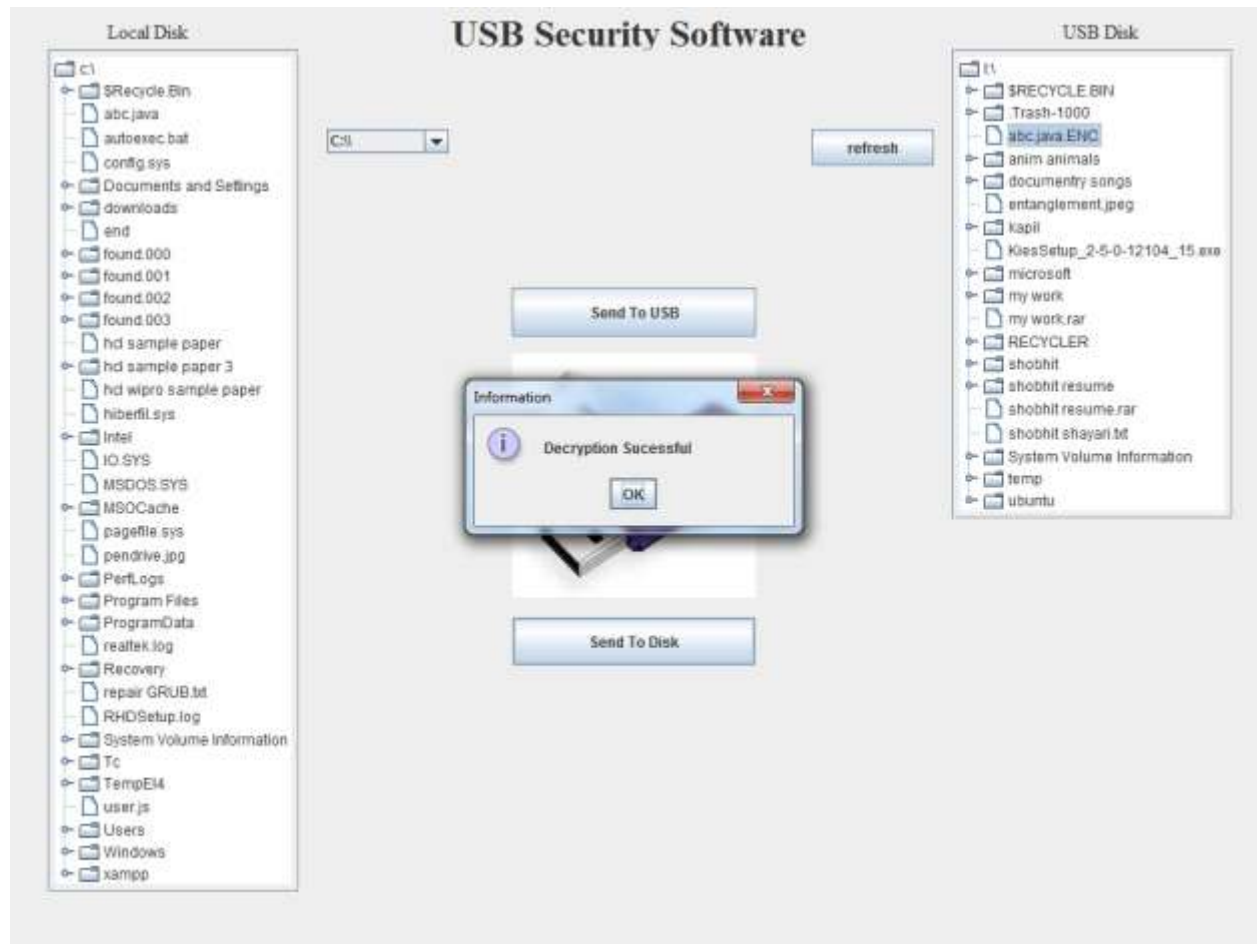 Local Disk
USB Security Software
USB Disk
c:\
$Recycle.Bin
abc.java
autoexec.bat
config.sys
Documents and Settings
downloads
end
found.000
found.001
found.002
found.003
hcl sample paper
hcl sample paper 3
hcl wipro sample paper
hiberfil.sys
Intel
IO.SYS
MSDOS.SYS
MSOCache
pagefile.sys
pendrive.jpg
PerfLogs
Program Files
ProgramData
realtek.log
Recovery
repair GRUB.txt
RHDSetup.log
System Volume Information
Tc
TempEI4
user.js
Users
Windows
xampp
C:\\
refresh
Send To USB
Information
Decryption Sucessful
OK
Send To Disk
$RECYCLE.BIN
.Trash-1000
abc.java.ENC
anim animals
documentry songs
entanglement.jpeg
kapil
KiesSetup_2-5-0-12104_15.exe
microsoft
my work
my work.rar
RECYCLER
shobhit
shobhit resume
shobhit resume.rar
shobhit shayari.txt
System Volume Information
temp
ubuntu